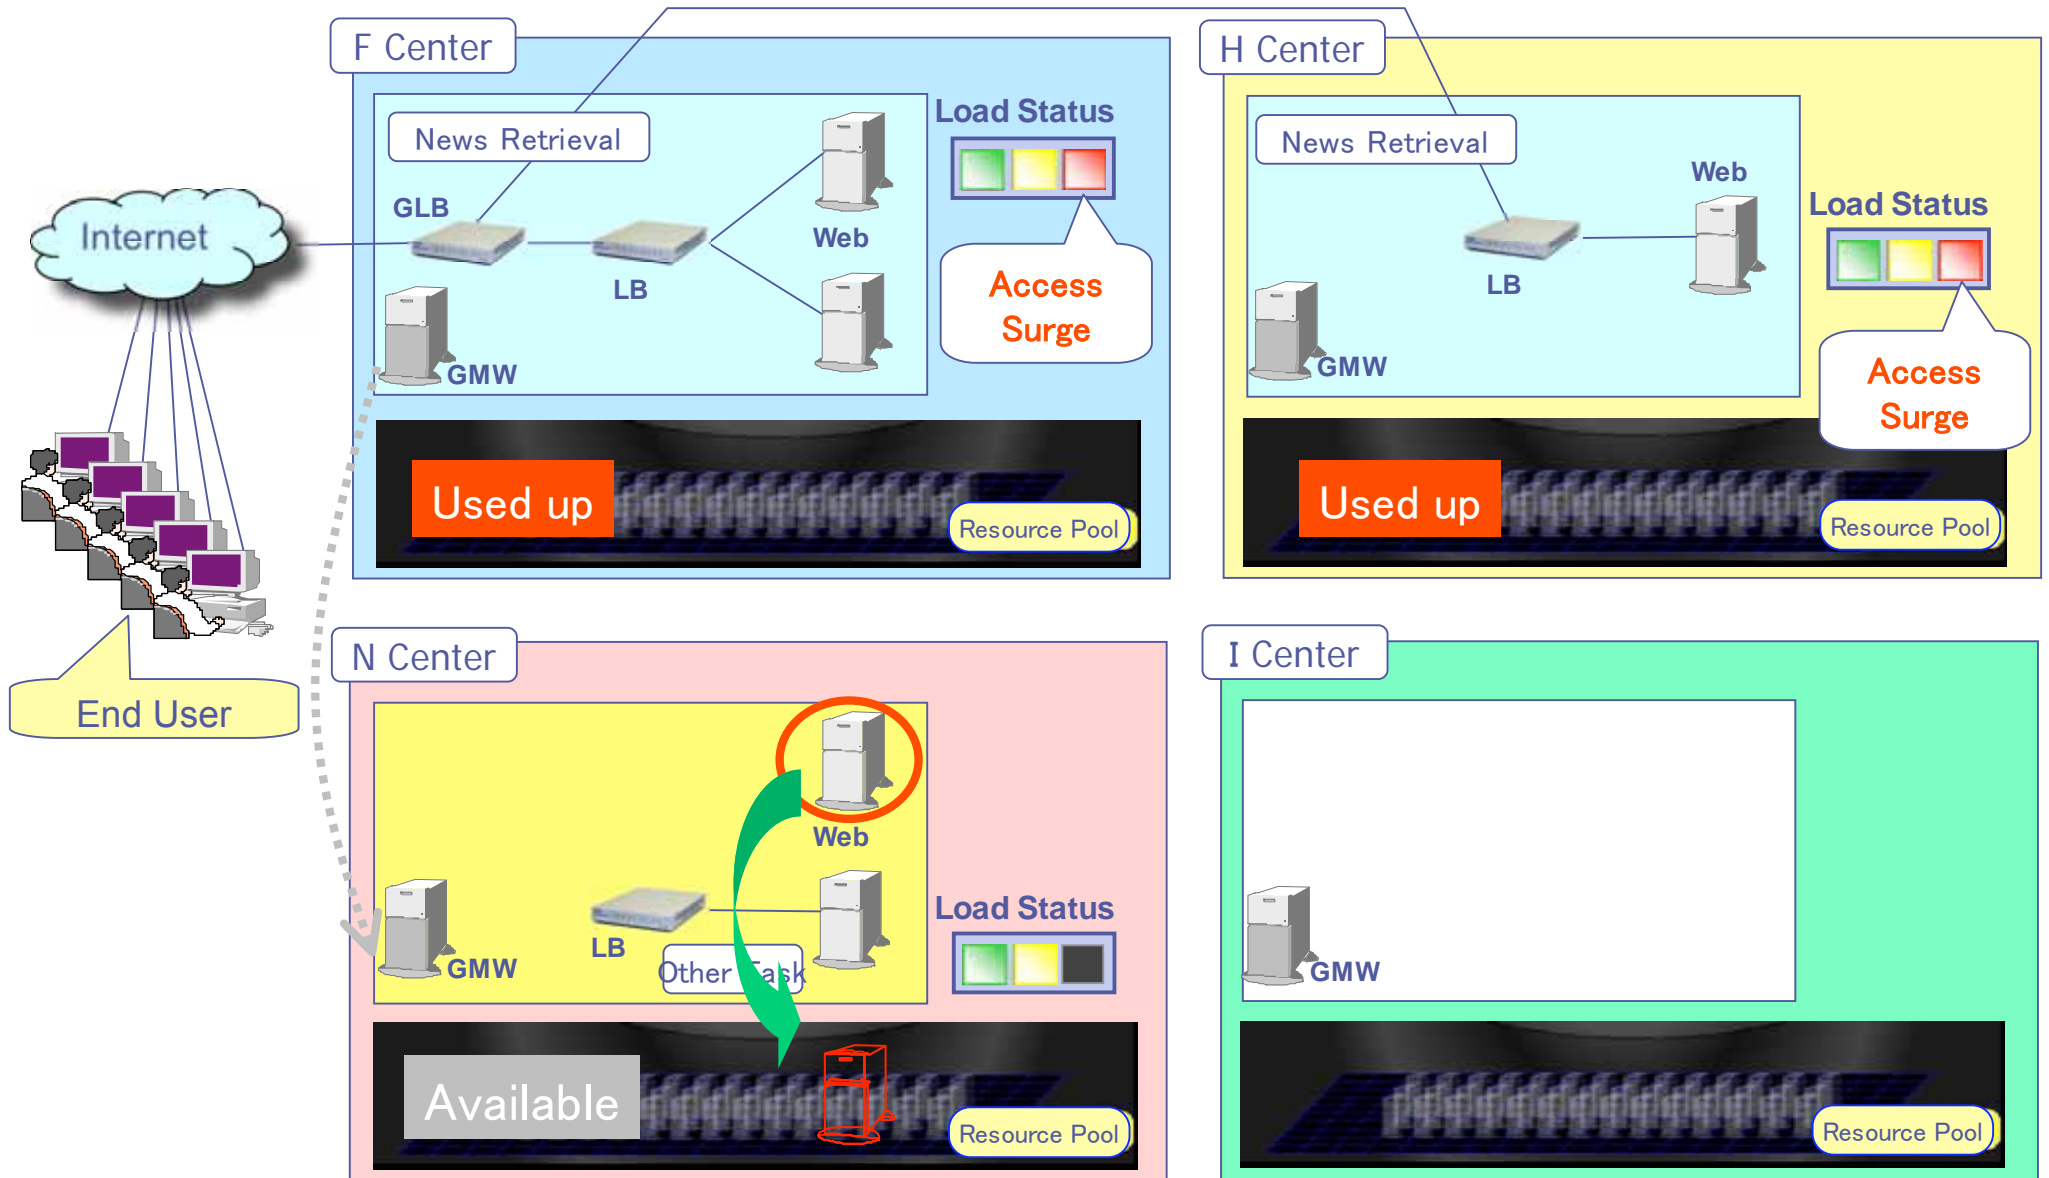 F Center
News Retrieval
GLB
LB
Web
GMW
Load Status
Access
Surge
Used up
Resource Pool
H Center
News Retrieval
Web
LB
GMW
Load Status
Access
Surge
Used up
Resource Pool
Internet
End User
N Center
Web
LB
GMW
Other Task
Load Status
Available
Resource Pool
I Center
GMW
Resource Pool